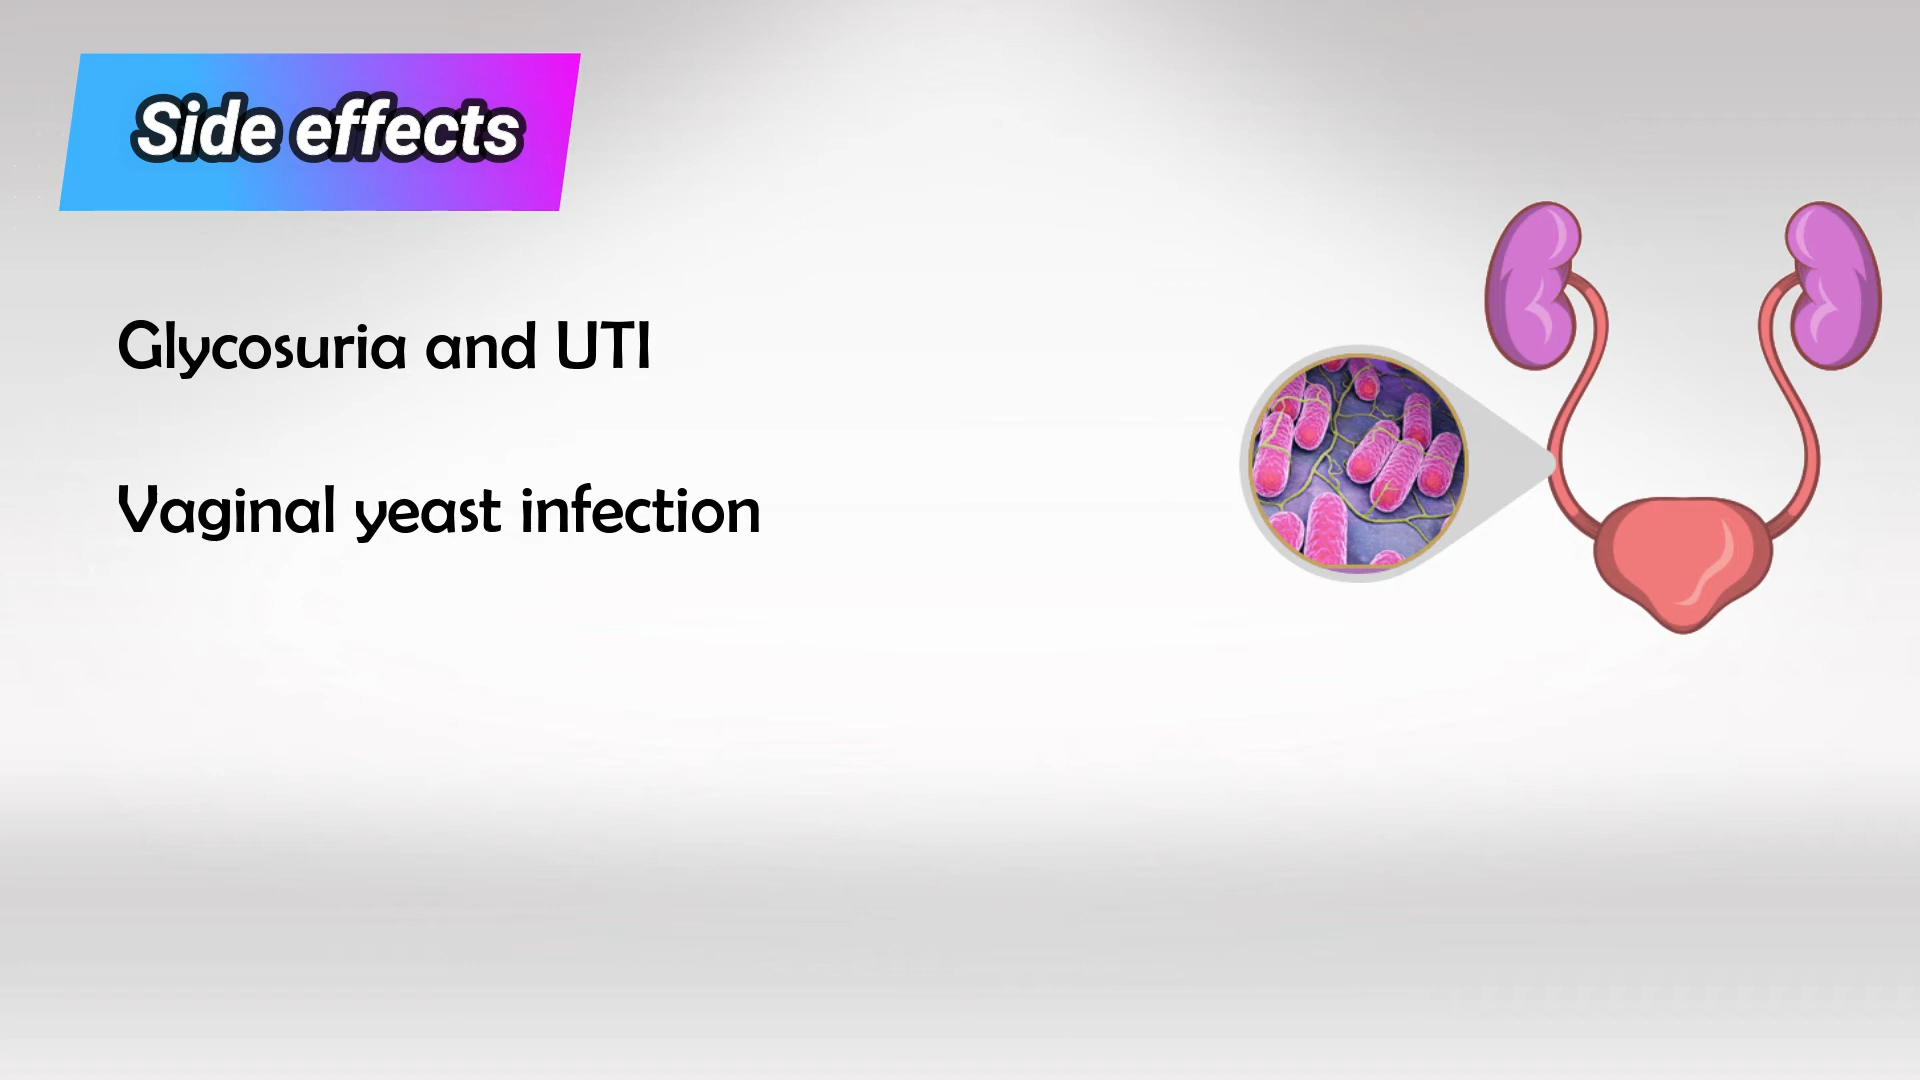 Side effects
Glycosuria and UTI
Vaginal yeast infection